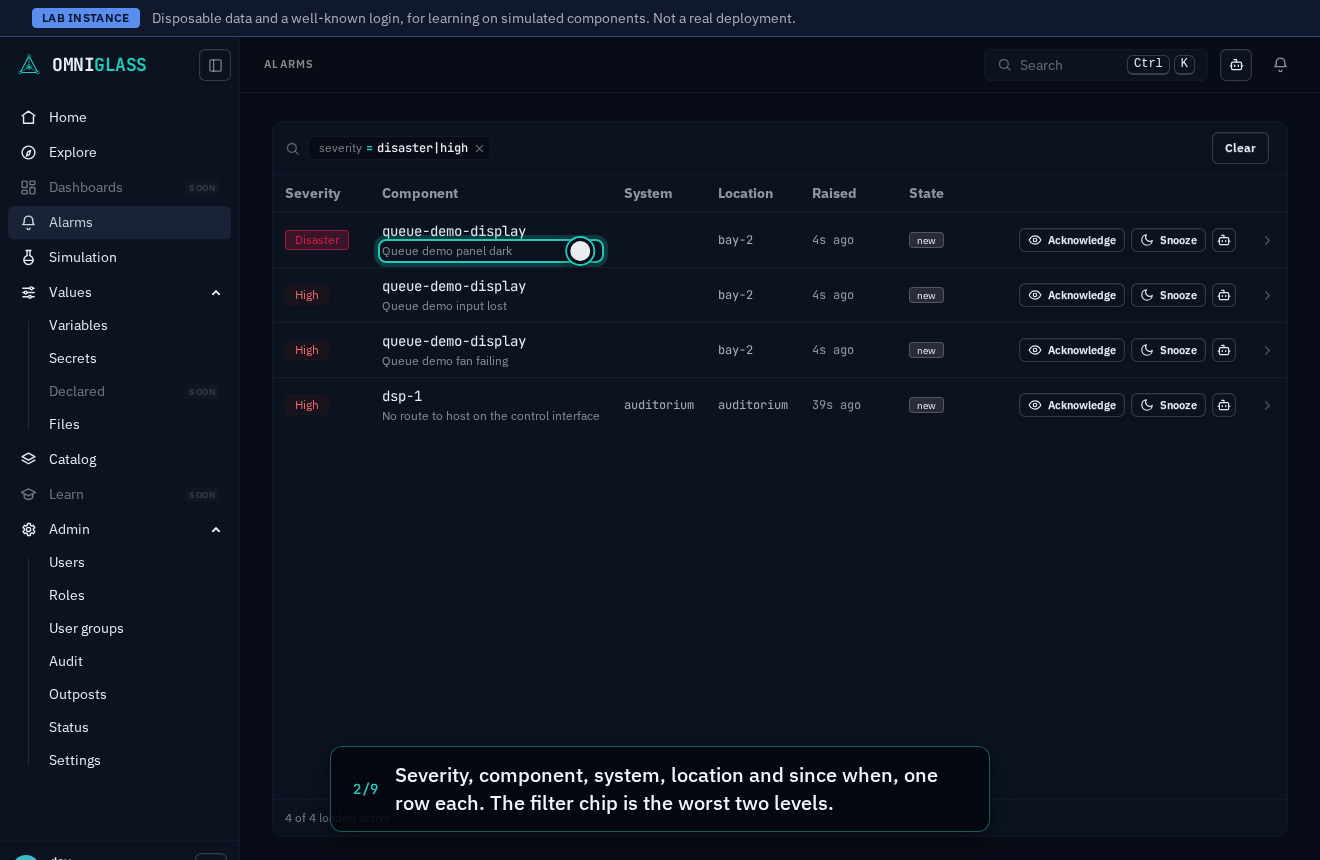 LAB INSTANCE Disposable data and a well-known login, for learning on simulated components. Not a real deployment.
OMNIGLASS
ALARMS
Search Ctrl K
Home
Explore
Dashboards SOON
Alarms
Simulation
Values
Variables
Secrets
Declared SOON
Files
Catalog
Learn SOON
Admin
Users
Roles
User groups
Audit
Outposts
Status
Settings
severity = disaster|high
Clear
Severity Component System Location Raised State
Disaster queue-demo-display bay-2 4s ago new Acknowledge Snooze
Queue demo panel dark
High queue-demo-display bay-2 4s ago new Acknowledge Snooze
Queue demo input lost
High queue-demo-display bay-2 4s ago new Acknowledge Snooze
Queue demo fan failing
High dsp-1 auditorium auditorium 39s ago new Acknowledge Snooze
No route to host on the control interface
2/9 Severity, component, system, location and since when, one
row each. The filter chip is the worst two levels.
4 of 4 loaded active